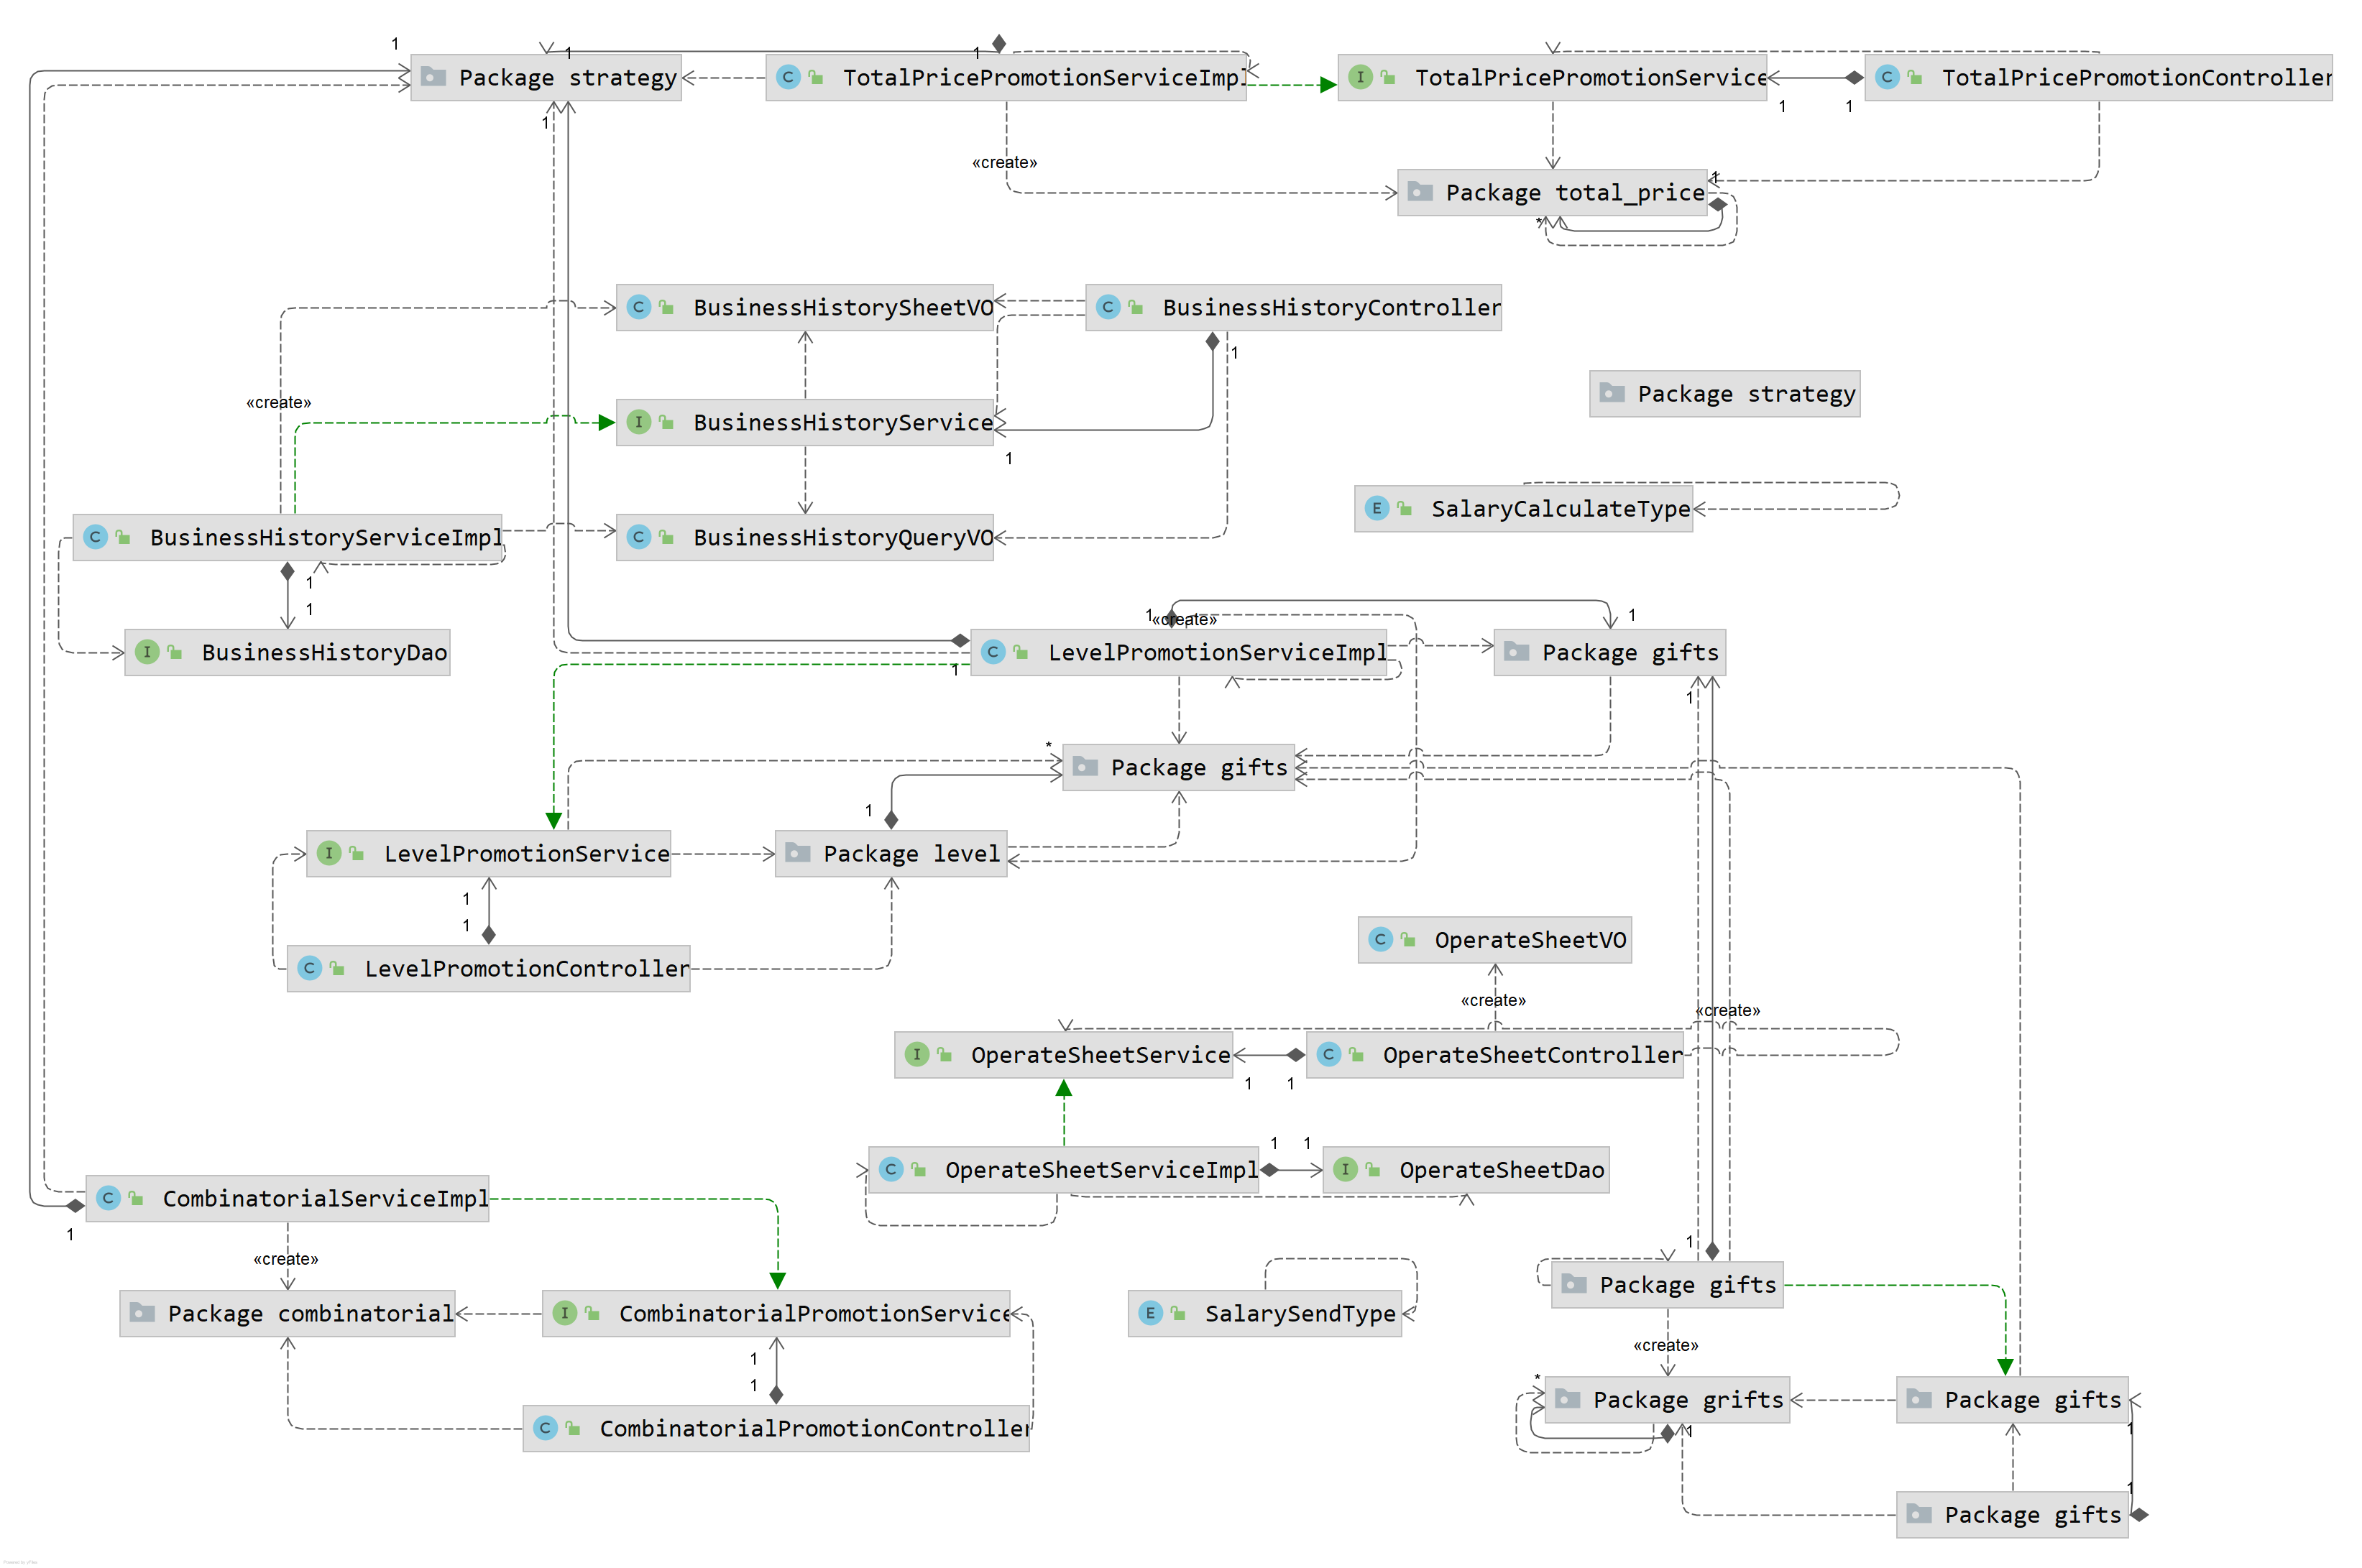 1
Package strategy
1
C TotalPricePromotionServiceImpl
1
I TotalPricePromotionService
C TotalPricePromotionController
1
1
1
«create»
Package total_price
1
*
C BusinessHistorySheetVO
C BusinessHistoryController
1
«create»
I BusinessHistoryService
1
Package strategy
E SalaryCalculateType
C BusinessHistoryServiceImpl
C BusinessHistoryQueryVO
1
1
I BusinessHistoryDao
1
«create»
1
C LevelPromotionServiceImpl
1
Package gifts
1
*
Package gifts
1
I LevelPromotionService
Package level
1
1
C LevelPromotionController
C OperateSheetVO
«create»
«create»
I OperateSheetService
C OperateSheetController
1
1
1
1
C OperateSheetServiceImpl
I OperateSheetDao
C CombinatorialServiceImpl
1
1
«create»
Package gifts
Package combinatorial
I CombinatorialPromotionService
E SalarySendType
«create»
1
1
*
Package grifts
1
Package gifts
1
C CombinatorialPromotionController
1
Package gifts